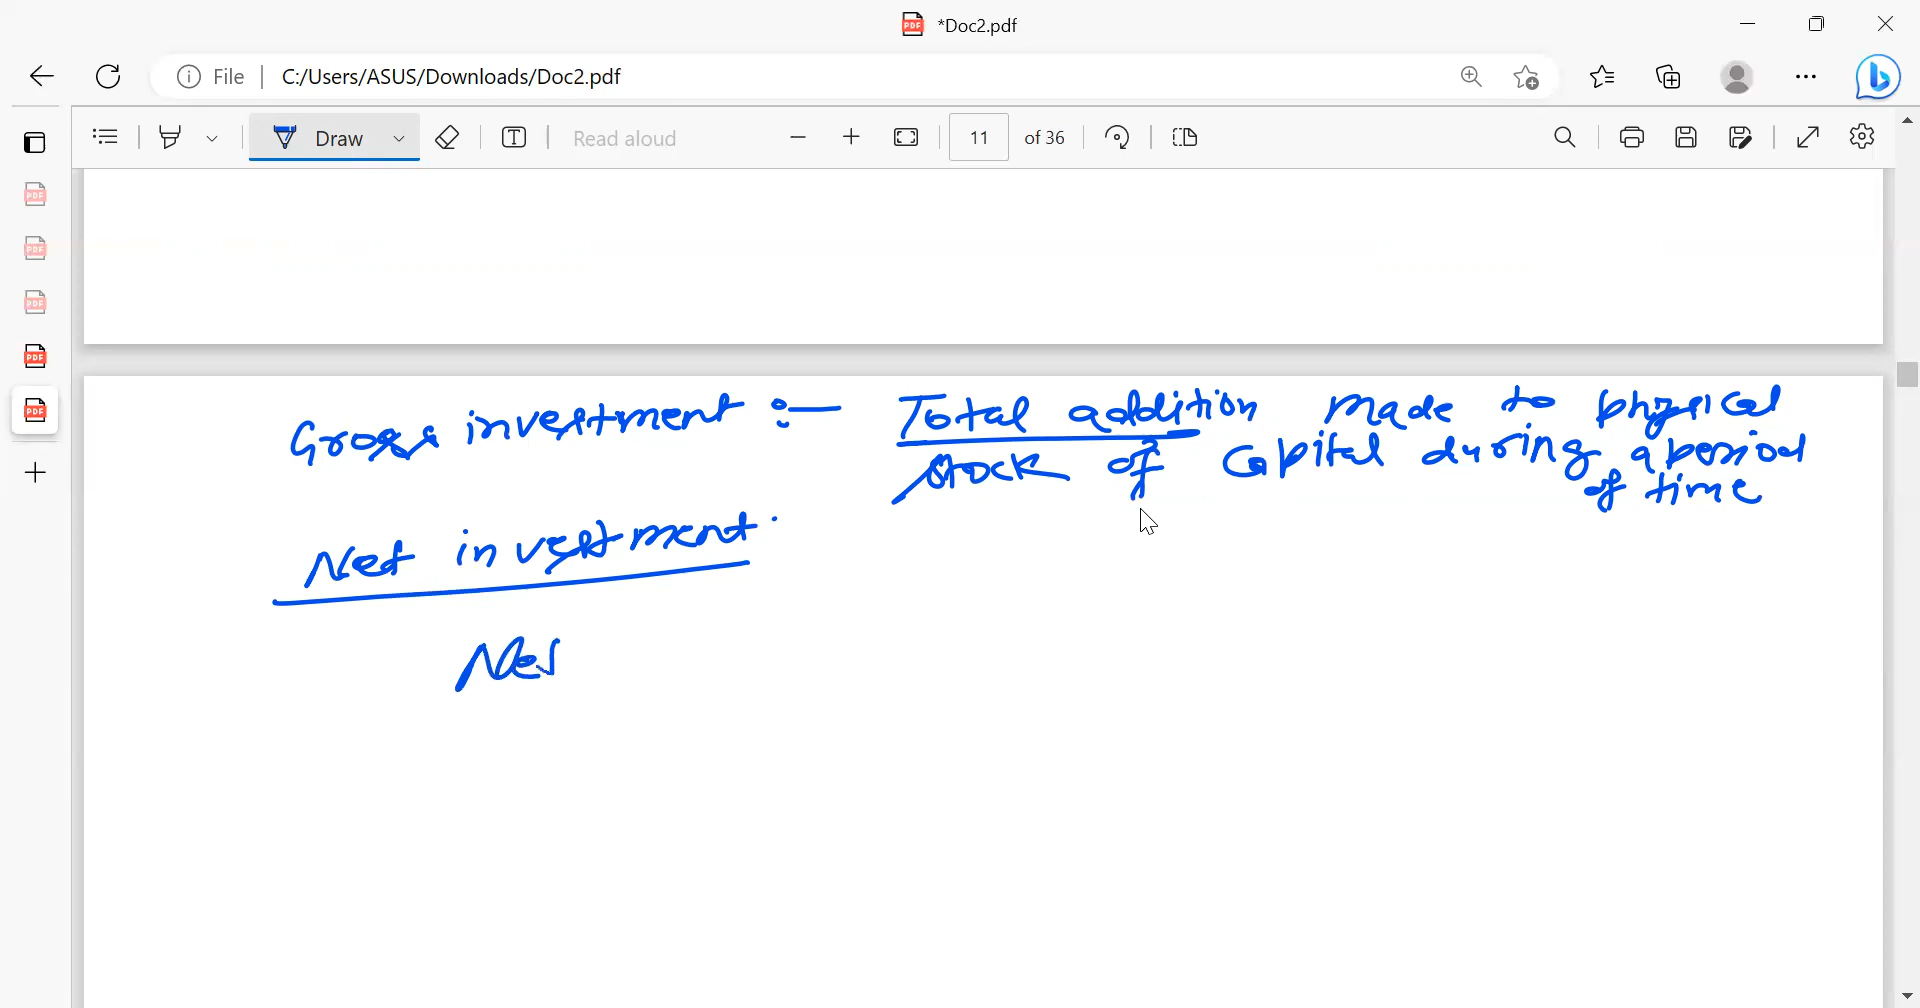 *Doc2.pdf
File
C:/Users/ASUS/Downloads/Doc2.pdf
Draw
Read aloud
11 of 36
Gross investment :— Total addition made to physical
stock of capital during a period
of time
Net investment
Net